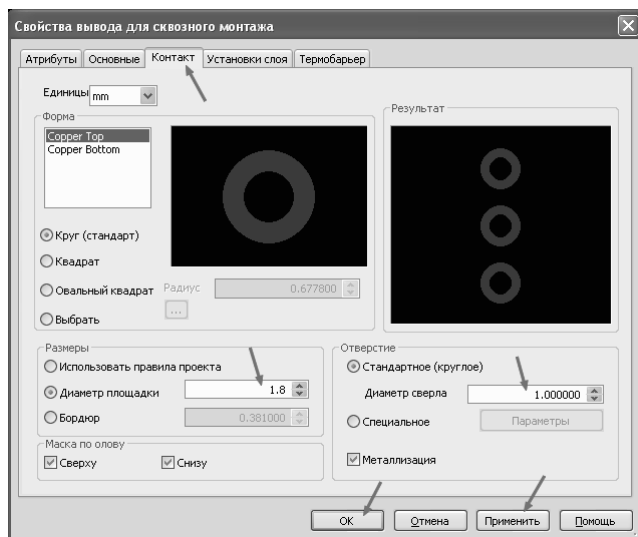 Свойства вывода для сквозного монтажа
Атрибуты Основные Контакт Установки слоя Термобарьер
Единицы mm
Форма
Copper Top
Copper Bottom
Круг (стандарт)
Квадрат
Овальный квадрат Радиус 0.677800
...
Выбрать
Результат
Размеры
Использовать правила проекта
Диаметр площадки 1.8
Бордюр 0.381000
Маска по олову
Сверху Снизу
Отверстие
Стандартное (круглое)
Диаметр сверла 1.000000
Специальное Параметры
Металлизация
OK Отмена Применить Помощь